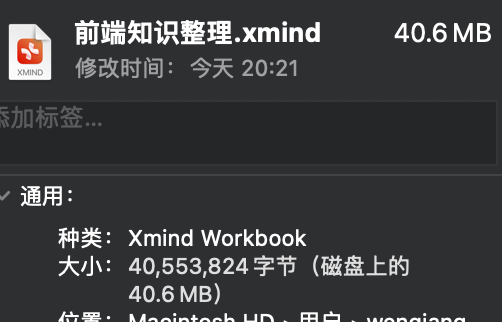 前端知识整理.xmind 40.6 MB
XMIND
修改时间：今天 20:21
添加标签...
通用：
种类：Xmind Workbook
大小：40,553,824 字节（磁盘上的
40.6 MB）
位置：Macintosh HD ▸ 用户 ▸ wenqiang